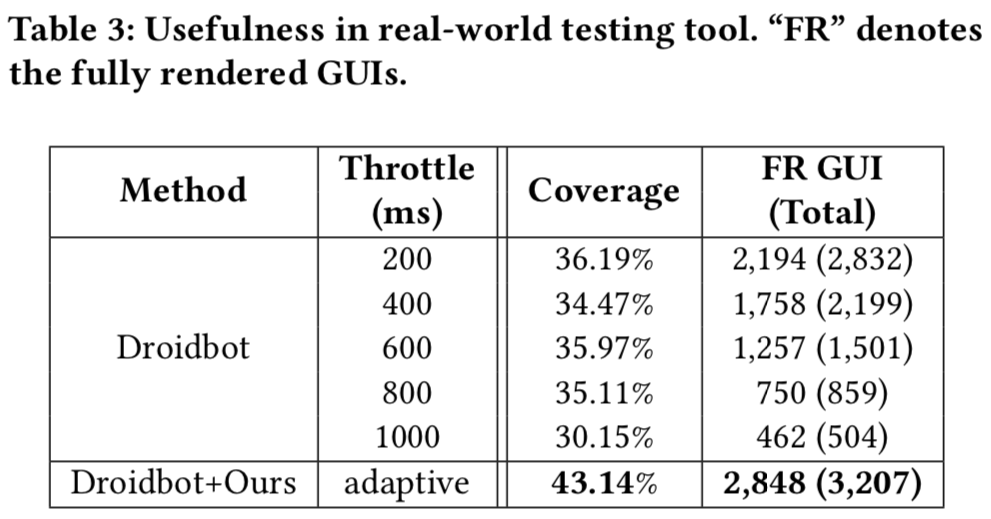 Table 3: Usefulness in real-world testing tool. “FR” denotes
the fully rendered GUIs.
Method Throttle (ms) Coverage FR GUI (Total)
Droidbot
200 36.19% 2,194 (2,832)
400 34.47% 1,758 (2,199)
600 35.97% 1,257 (1,501)
800 35.11% 750 (859)
1000 30.15% 462 (504)
Droidbot+Ours adaptive 43.14% 2,848 (3,207)